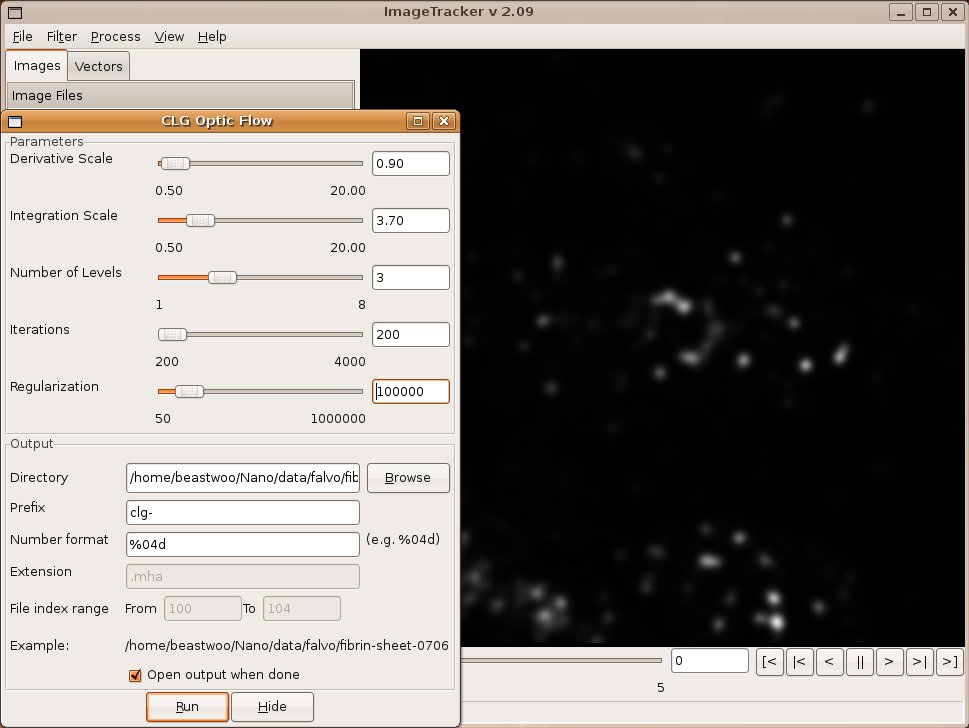 ImageTracker v 2.09
File Filter Process View Help
Images Vectors
Image Files
CLG Optic Flow
Parameters
Derivative Scale 0.90
0.50 20.00
Integration Scale 3.70
0.50 20.00
Number of Levels 3
1 8
Iterations 200
200 4000
Regularization 100000
50 1000000
Output
Directory /home/beastwoo/Nano/data/falvo/fib Browse
Prefix clg-
Number format %04d (e.g. %04d)
Extension .mha
File index range From 100 To 104
Example: /home/beastwoo/Nano/data/falvo/fibrin-sheet-0706
Open output when done
Run Hide
0 [< |< < || > >| >]
5